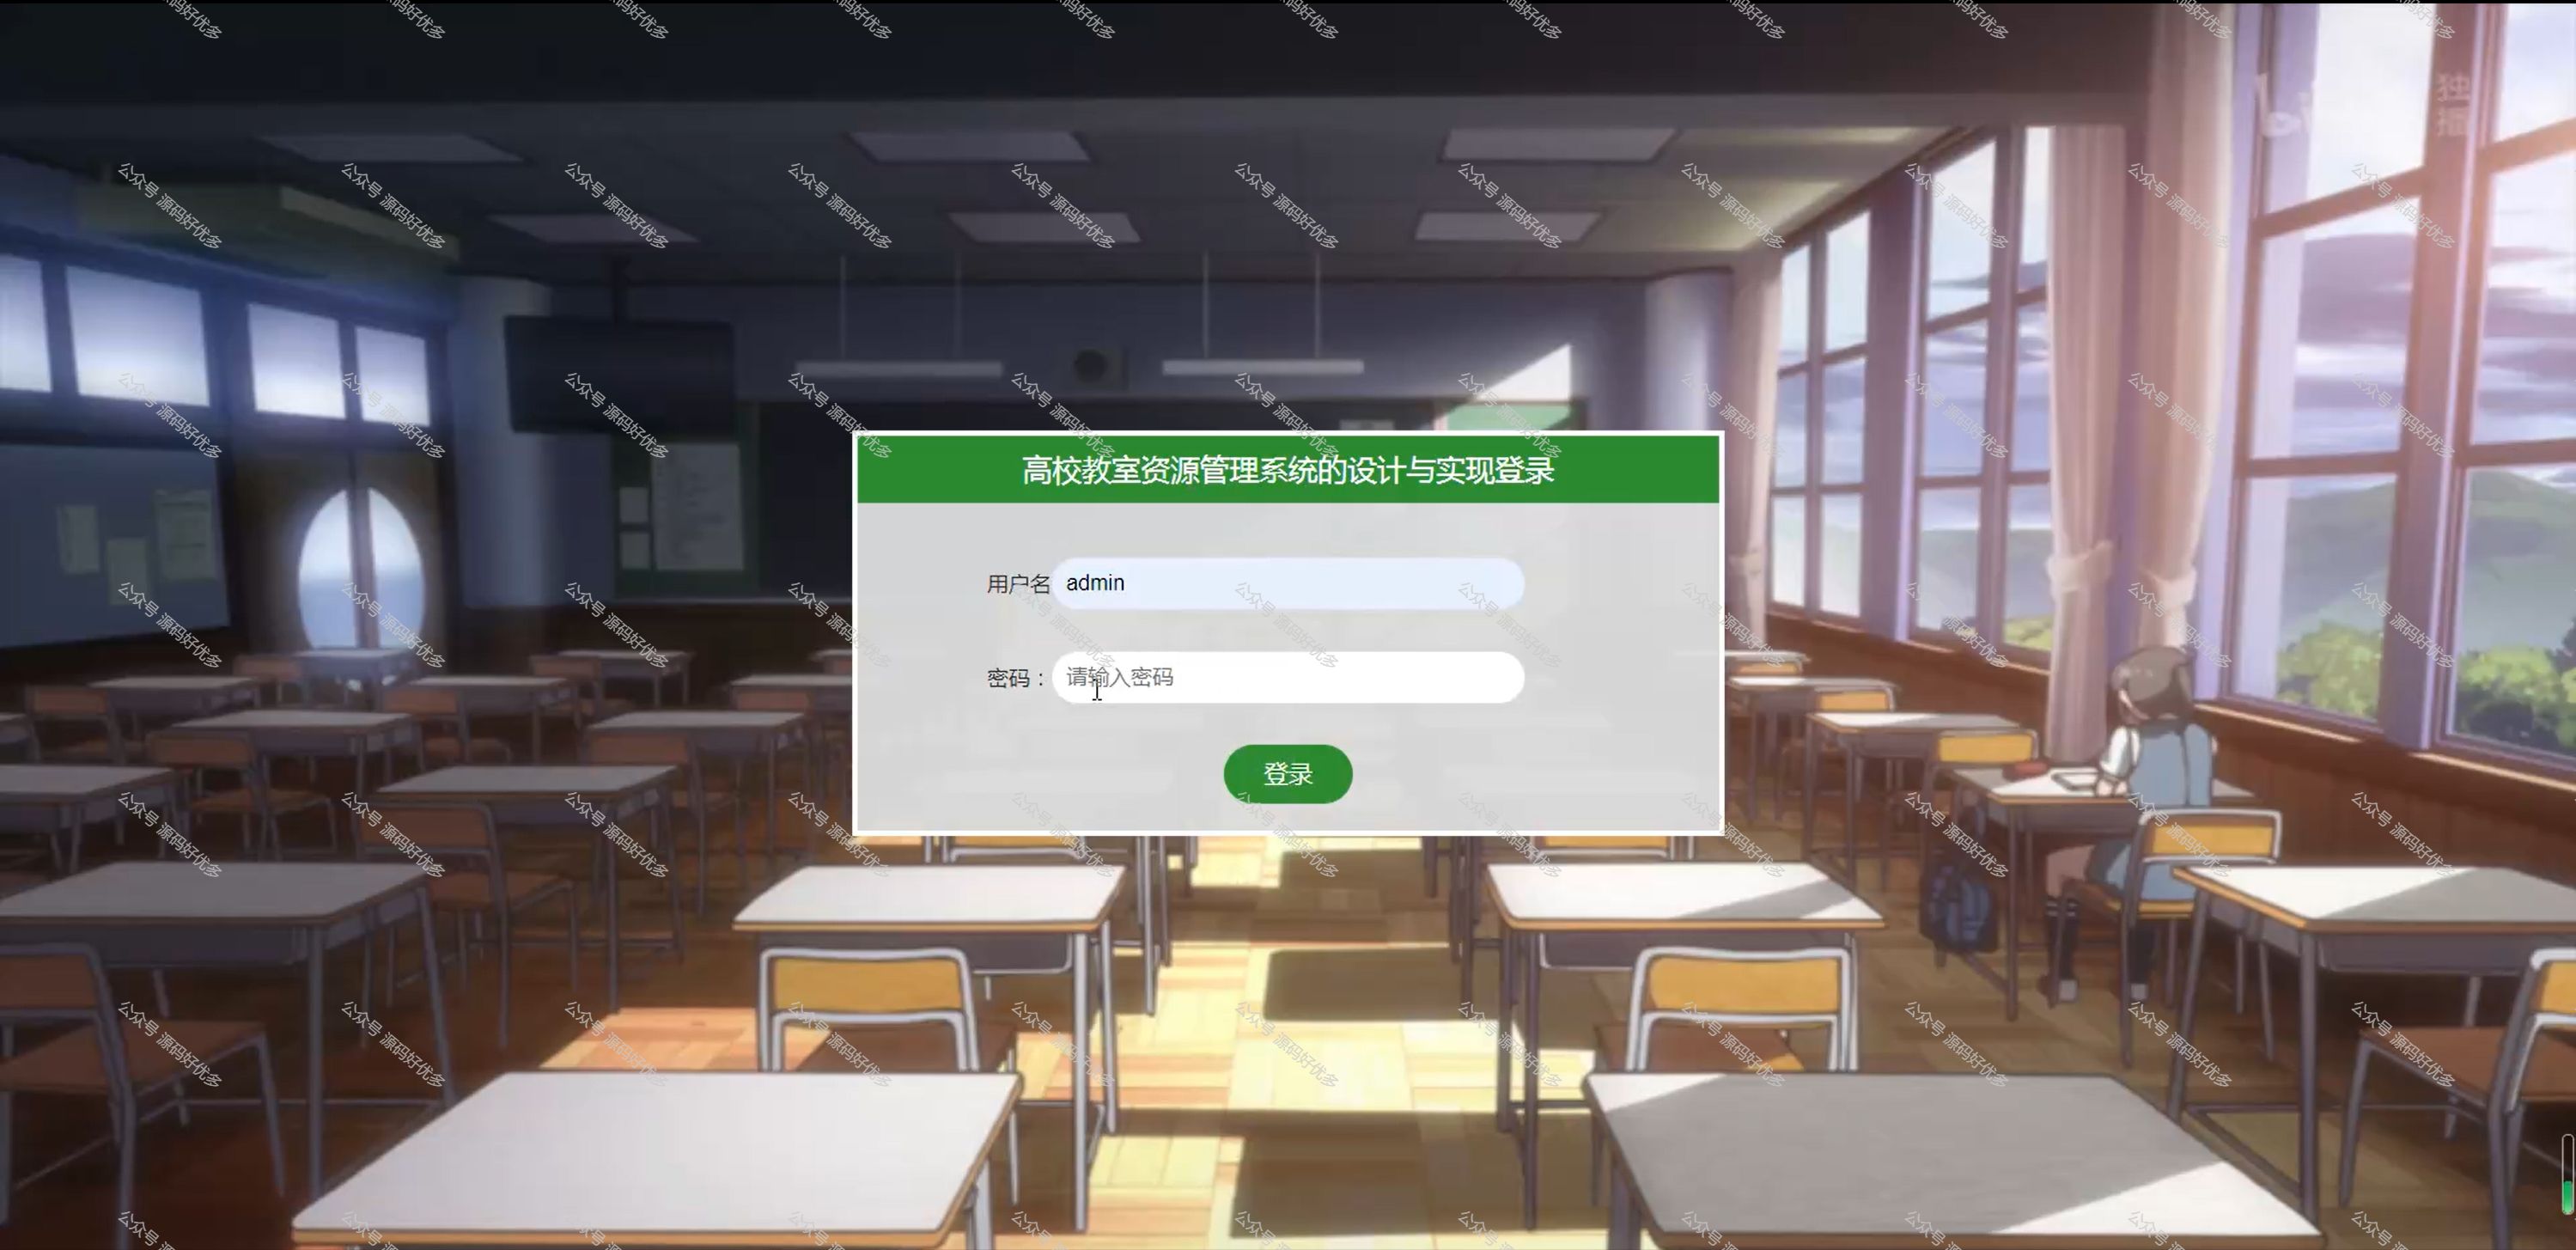 高校教室资源管理系统的设计与实现登录
用户名 admin
密码： 请输入密码
登录
独播
公众号 源码好优多